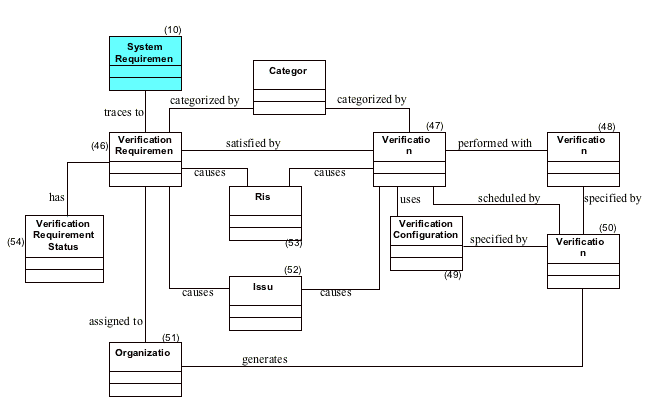 (10)
System
Requiremen
Categor
categorized by
categorized by
traces to
(46)
Verification
Requiremen
satisfied by
(47)
Verificatio
n
performed with
(48)
Verificatio
n
causes
causes
has
Ris
(53)
uses
scheduled by
specified by
(54)
Verification
Requirement
Status
Verification
Configuration
(49)
specified by
(50)
Verificatio
n
(52)
Issu
causes
causes
assigned to
(51)
Organizatio
generates